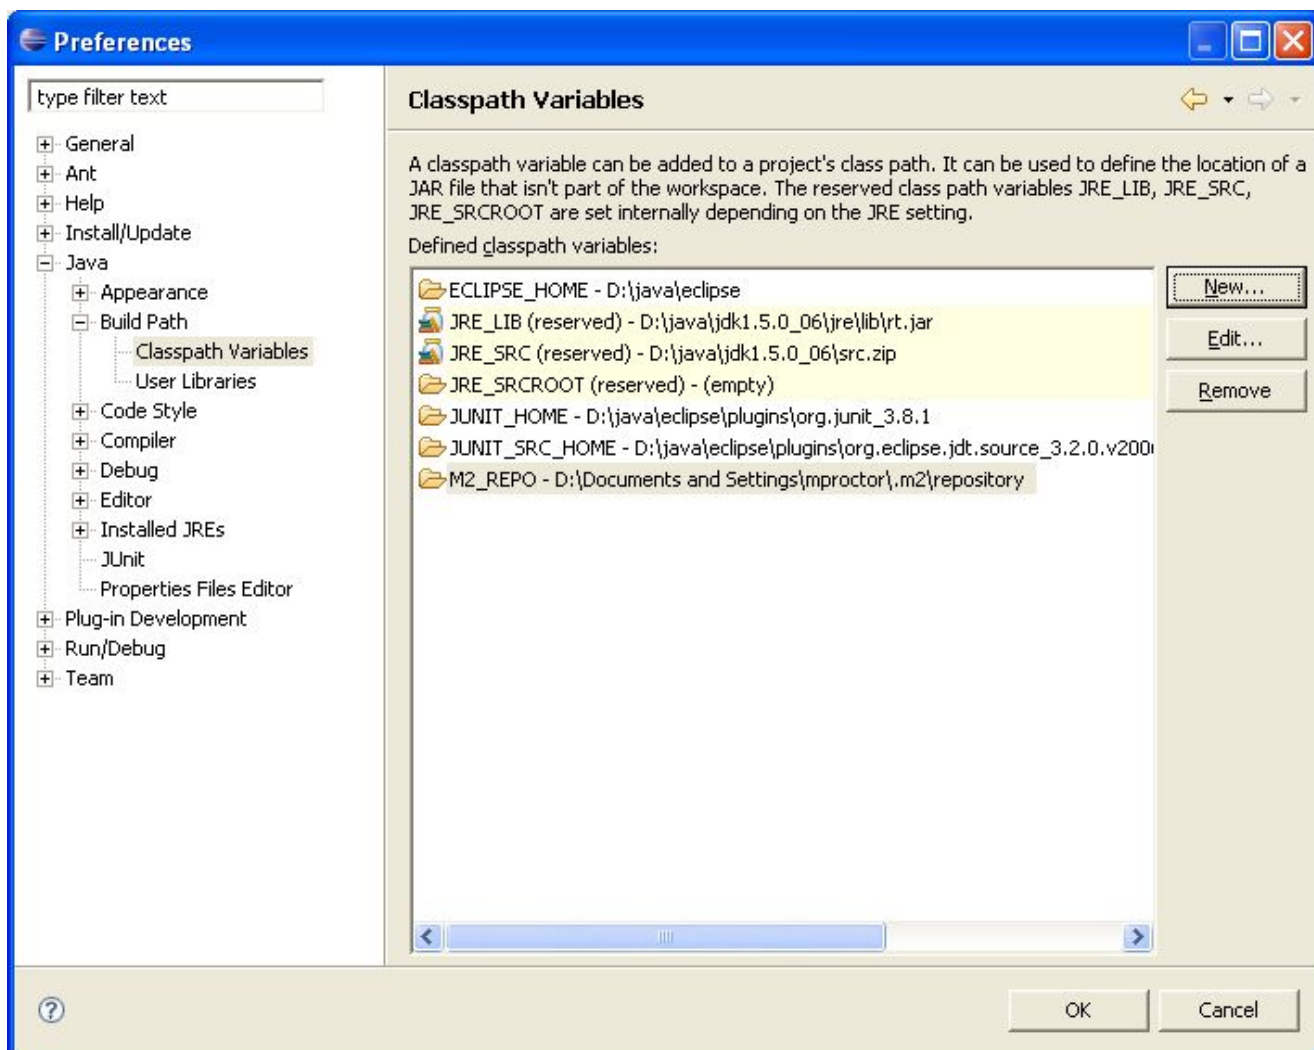 Preferences
type filter text
General
Ant
Help
Install/Update
Java
Appearance
Build Path
Classpath Variables
User Libraries
Code Style
Compiler
Debug
Editor
Installed JREs
JUnit
Properties Files Editor
Plug-in Development
Run/Debug
Team
Classpath Variables
A classpath variable can be added to a project's class path. It can be used to define the location of a
JAR file that isn't part of the workspace. The reserved class path variables JRE_LIB, JRE_SRC,
JRE_SRCROOT are set internally depending on the JRE setting.
Defined classpath variables:
ECLIPSE_HOME - D:\java\eclipse
JRE_LIB (reserved) - D:\java\jdk1.5.0_06\jre\lib\rt.jar
JRE_SRC (reserved) - D:\java\jdk1.5.0_06\src.zip
JRE_SRCROOT (reserved) - (empty)
JUNIT_HOME - D:\java\eclipse\plugins\org.junit_3.8.1
JUNIT_SRC_HOME - D:\java\eclipse\plugins\org.eclipse.jdt.source_3.2.0.v200
M2_REPO - D:\Documents and Settings\mproctor\.m2\repository
New...
Edit...
Remove
OK
Cancel